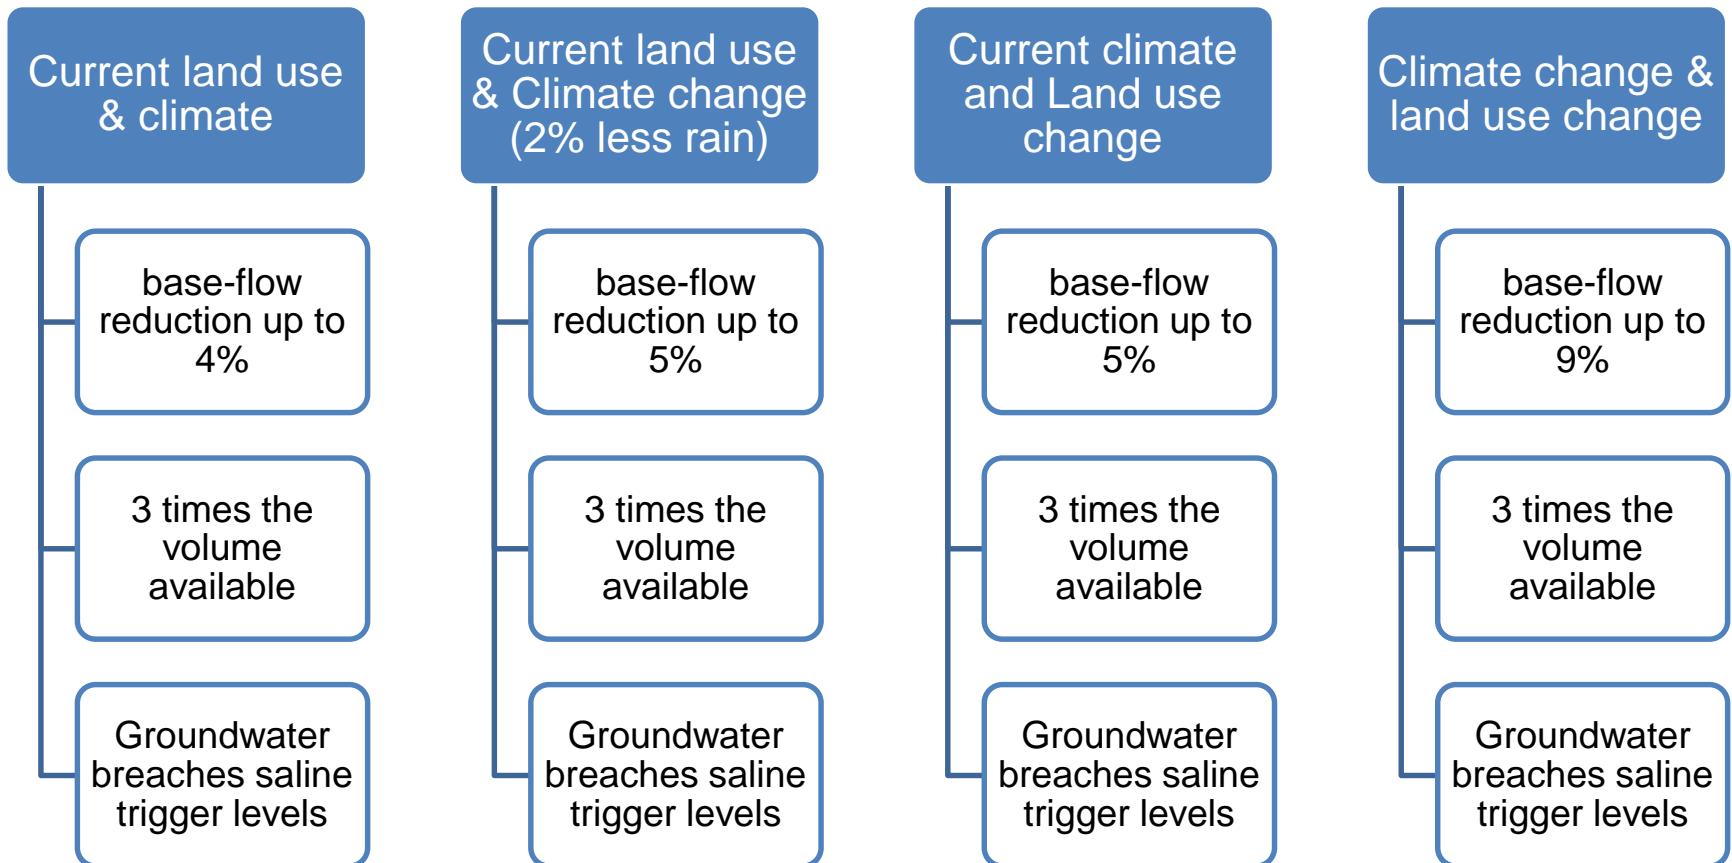 Current land use
& climate
base-flow
reduction up to
4%
3 times the
volume
available
Groundwater
breaches saline
trigger levels
Current land use
& Climate change
(2% less rain)
base-flow
reduction up to
5%
3 times the
volume
available
Groundwater
breaches saline
trigger levels
Current climate
and Land use
change
base-flow
reduction up to
5%
3 times the
volume
available
Groundwater
breaches saline
trigger levels
Climate change &
land use change
base-flow
reduction up to
9%
3 times the
volume
available
Groundwater
breaches saline
trigger levels